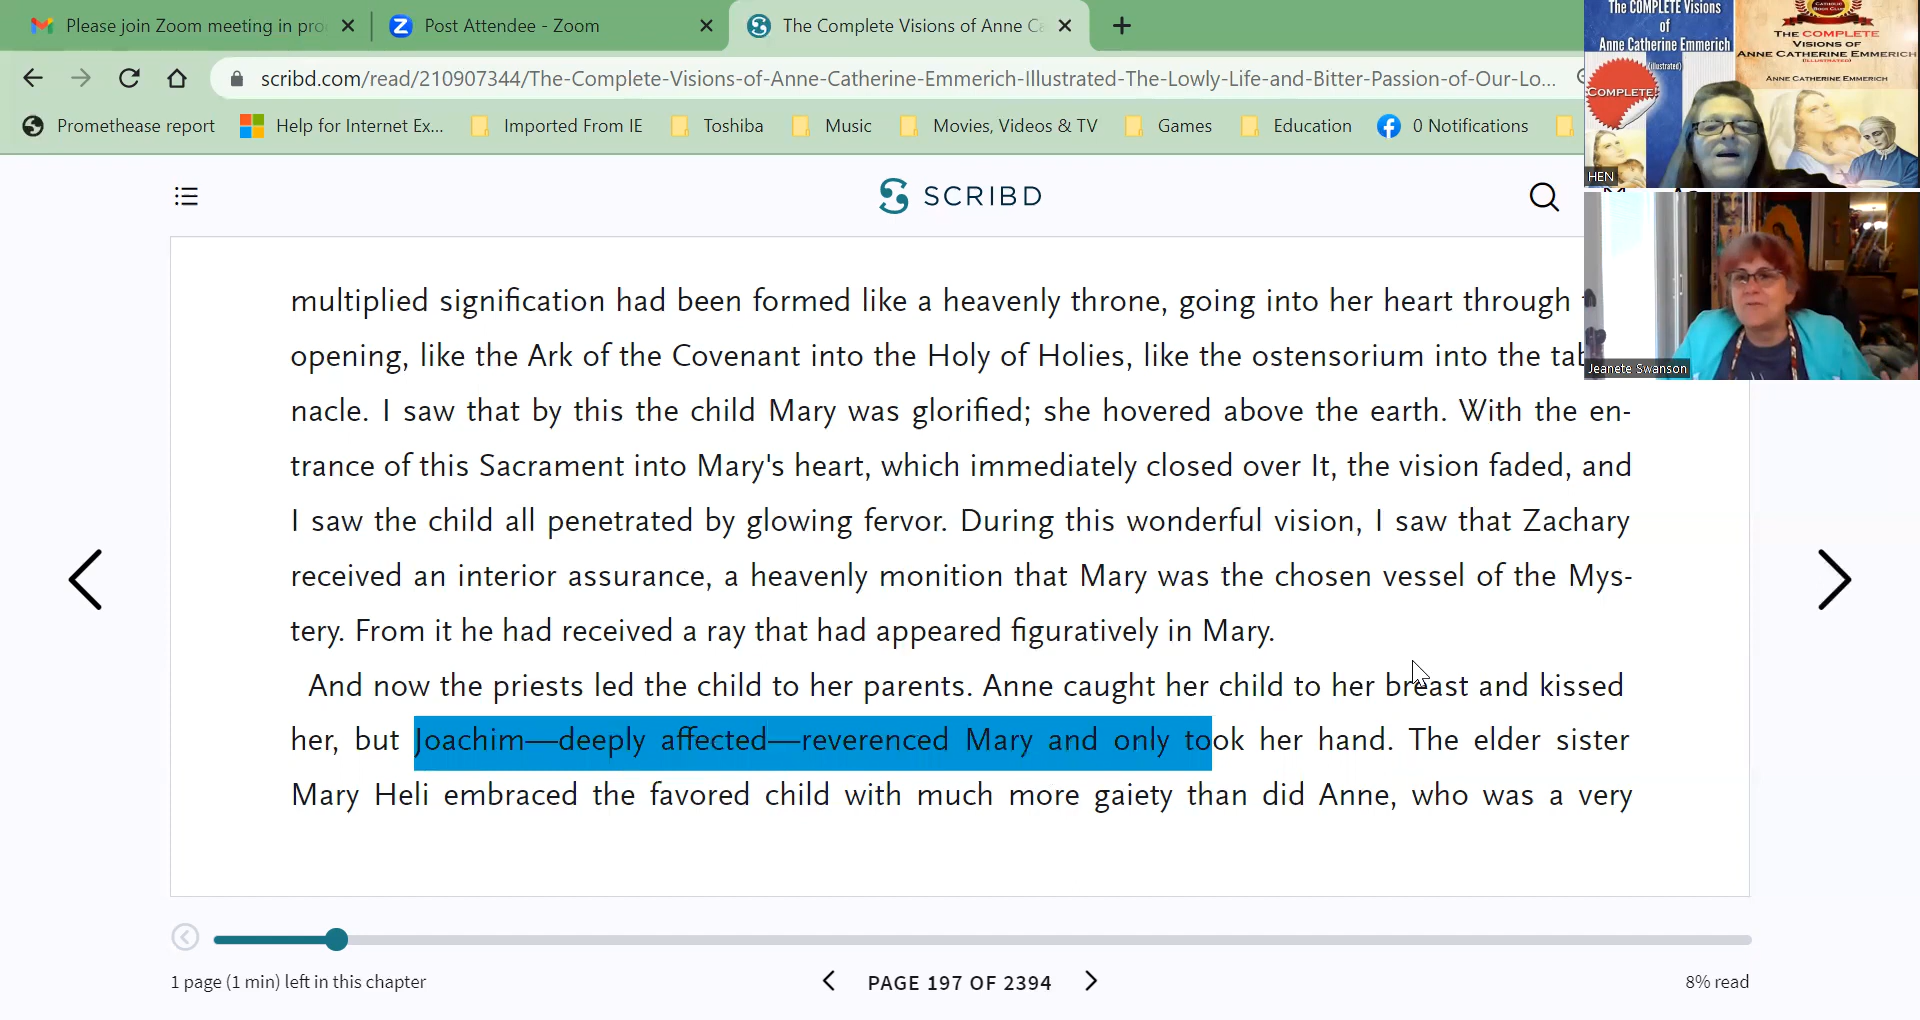 Please join Zoom meeting in pro
Post Attendee - Zoom
The Complete Visions of Anne Ca
scribd.com/read/210907344/The-Complete-Visions-of-Anne-Catherine-Emmerich-Illustrated-The-Lowly-Life-and-Bitter-Passion-of-Our-Lo...
Promethease report
Help for Internet Ex...
Imported From IE
Toshiba
Music
Movies, Videos & TV
Games
Education
0 Notifications
The COMPLETE Visions
of
Anne Catherine Emmerich
(illustrated)
COMPLETE!
THE COMPLETE
VISIONS OF
ANNE CATHERINE EMMERICH
(ILLUSTRATED)
ANNE CATHERINE EMMERICH
HEN
Jeanete Swanson
SCRIBD
multiplied signification had been formed like a heavenly throne, going into her heart through
opening, like the Ark of the Covenant into the Holy of Holies, like the ostensorium into the tab
nacle. I saw that by this the child Mary was glorified; she hovered above the earth. With the en-
trance of this Sacrament into Mary's heart, which immediately closed over It, the vision faded, and
I saw the child all penetrated by glowing fervor. During this wonderful vision, I saw that Zachary
received an interior assurance, a heavenly monition that Mary was the chosen vessel of the Mys-
tery. From it he had received a ray that had appeared figuratively in Mary.
And now the priests led the child to her parents. Anne caught her child to her breast and kissed
her, but Joachim—deeply affected—reverenced Mary and only took her hand. The elder sister
Mary Heli embraced the favored child with much more gaiety than did Anne, who was a very
1 page (1 min) left in this chapter
PAGE 197 OF 2394
8% read